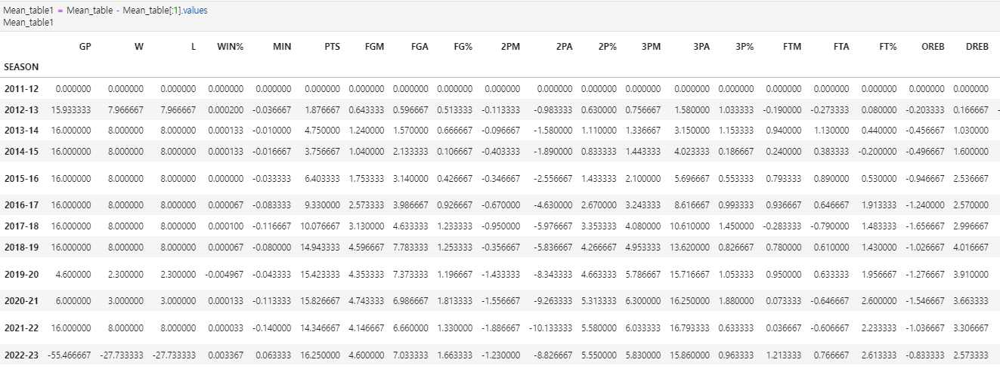 Mean_table1 = Mean_table - Mean_table[:1].values
Mean_table1
GP W L WIN% MIN PTS FGM FGA FG% 2PM 2PA 2P% 3PM 3PA 3P% FTM FTA FT% OREB DREB
SEASON
2011-12 0.000000 0.000000 0.000000 0.000000 0.000000 0.000000 0.000000 0.000000 0.000000 0.000000 0.000000 0.000000 0.000000 0.000000 0.000000 0.000000 0.000000 0.000000 0.000000 0.000000
2012-13 15.933333 7.966667 7.966667 0.000200 -0.036667 1.876667 0.643333 0.596667 0.513333 -0.113333 -0.983333 0.630000 0.756667 1.580000 1.033333 -0.190000 -0.273333 0.080000 -0.203333 0.166667 -
2013-14 16.000000 8.000000 8.000000 0.000133 -0.010000 4.750000 1.240000 1.570000 0.666667 -0.096667 -1.580000 1.110000 1.336667 3.150000 1.153333 0.940000 1.130000 0.440000 -0.456667 1.030000
2014-15 16.000000 8.000000 8.000000 0.000133 -0.016667 3.756667 1.040000 2.133333 0.106667 -0.403333 -1.890000 0.833333 1.443333 4.023333 0.186667 0.240000 0.383333 -0.200000 -0.496667 1.600000
2015-16 16.000000 8.000000 8.000000 0.000000 -0.033333 6.403333 1.753333 3.140000 0.426667 -0.346667 -2.556667 1.433333 2.100000 5.696667 0.553333 0.793333 0.890000 0.530000 -0.946667 2.536667
2016-17 16.000000 8.000000 8.000000 0.000067 -0.083333 9.330000 2.573333 3.986667 0.926667 -0.670000 -4.630000 2.670000 3.243333 8.616667 0.993333 0.936667 0.646667 1.913333 -1.240000 2.570000
2017-18 16.000000 8.000000 8.000000 0.000100 -0.116667 10.076667 3.130000 4.633333 1.233333 -0.950000 -5.976667 3.353333 4.080000 10.610000 1.450000 -0.283333 -0.790000 1.483333 -1.656667 2.996667
2018-19 16.000000 8.000000 8.000000 0.000067 -0.080000 14.943333 4.596667 7.783333 1.253333 -0.356667 -5.836667 4.266667 4.953333 13.620000 0.826667 0.780000 0.610000 1.430000 -1.026667 4.016667
2019-20 4.600000 2.300000 2.300000 -0.004967 -0.043333 15.423333 4.353333 7.373333 1.196667 -1.433333 -8.343333 4.663333 5.786667 15.716667 1.053333 0.950000 0.633333 1.956667 -1.276667 3.910000
2020-21 6.000000 3.000000 3.000000 0.000133 -0.113333 15.826667 4.743333 6.986667 1.813333 -1.556667 -9.263333 5.313333 6.300000 16.250000 1.880000 0.073333 -0.646667 2.600000 -1.546667 3.663333
2021-22 16.000000 8.000000 8.000000 0.000033 -0.140000 14.346667 4.146667 6.660000 1.330000 -1.886667 -10.133333 5.580000 6.033333 16.793333 0.633333 0.036667 -0.606667 2.233333 -1.036667 3.306667
2022-23 -55.466667 -27.733333 -27.733333 0.003367 0.063333 16.250000 4.600000 7.033333 1.663333 -1.230000 -8.826667 5.550000 5.830000 15.860000 0.963333 1.213333 0.766667 2.613333 -0.833333 2.573333